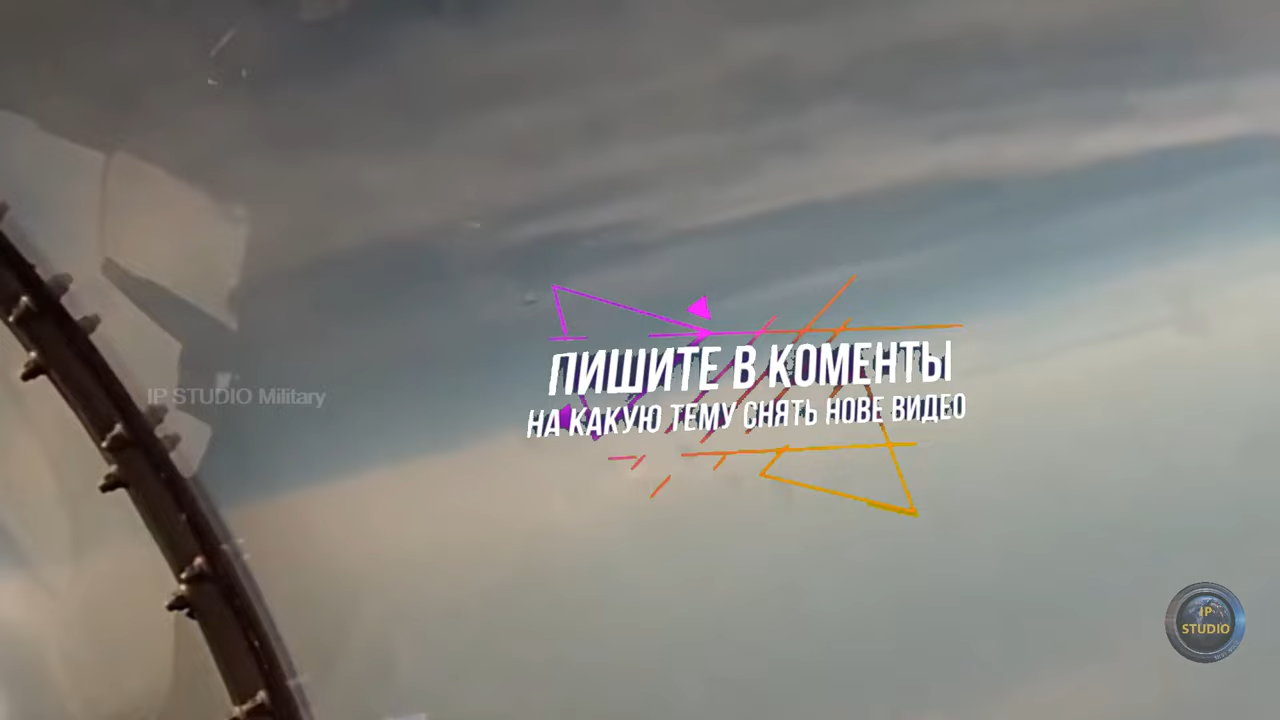 ПИШИТЕ В КОМЕНТЫ
НА КАКУЮ ТЕМУ СНЯТЬ НОВЕ ВИДЕО
IP STUDIO Military
IP
STUDIO